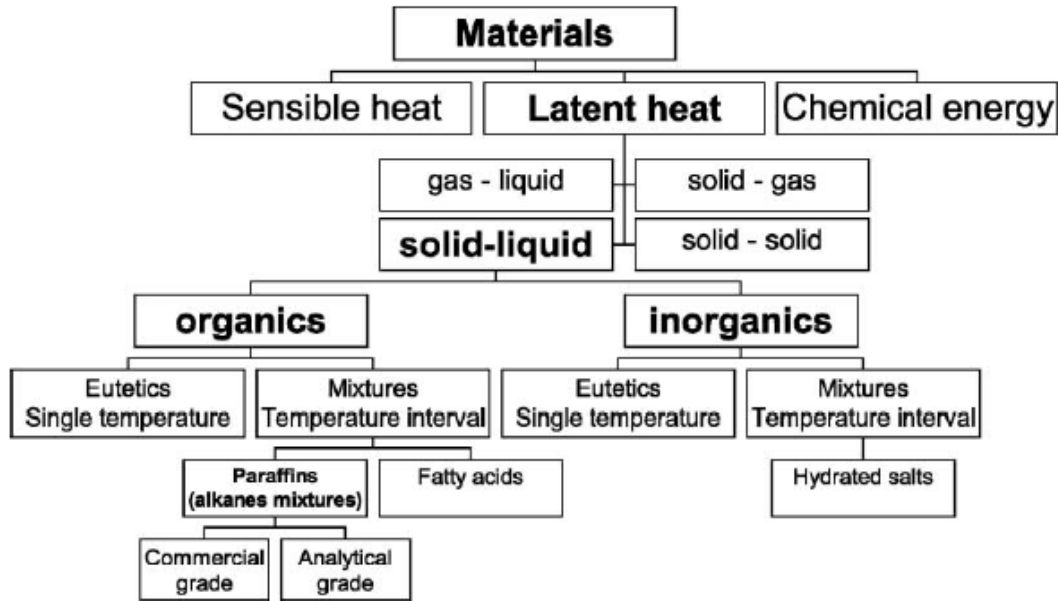 Materials
Sensible heat
Latent heat
Chemical energy
gas - liquid
solid - gas
solid-liquid
solid - solid
organics
inorganics
Eutetics
Single temperature
Mixtures
Temperature interval
Eutetics
Single temperature
Mixtures
Temperature interval
Paraffins
(alkanes mixtures)
Fatty acids
Hydrated salts
Commercial
grade
Analytical
grade